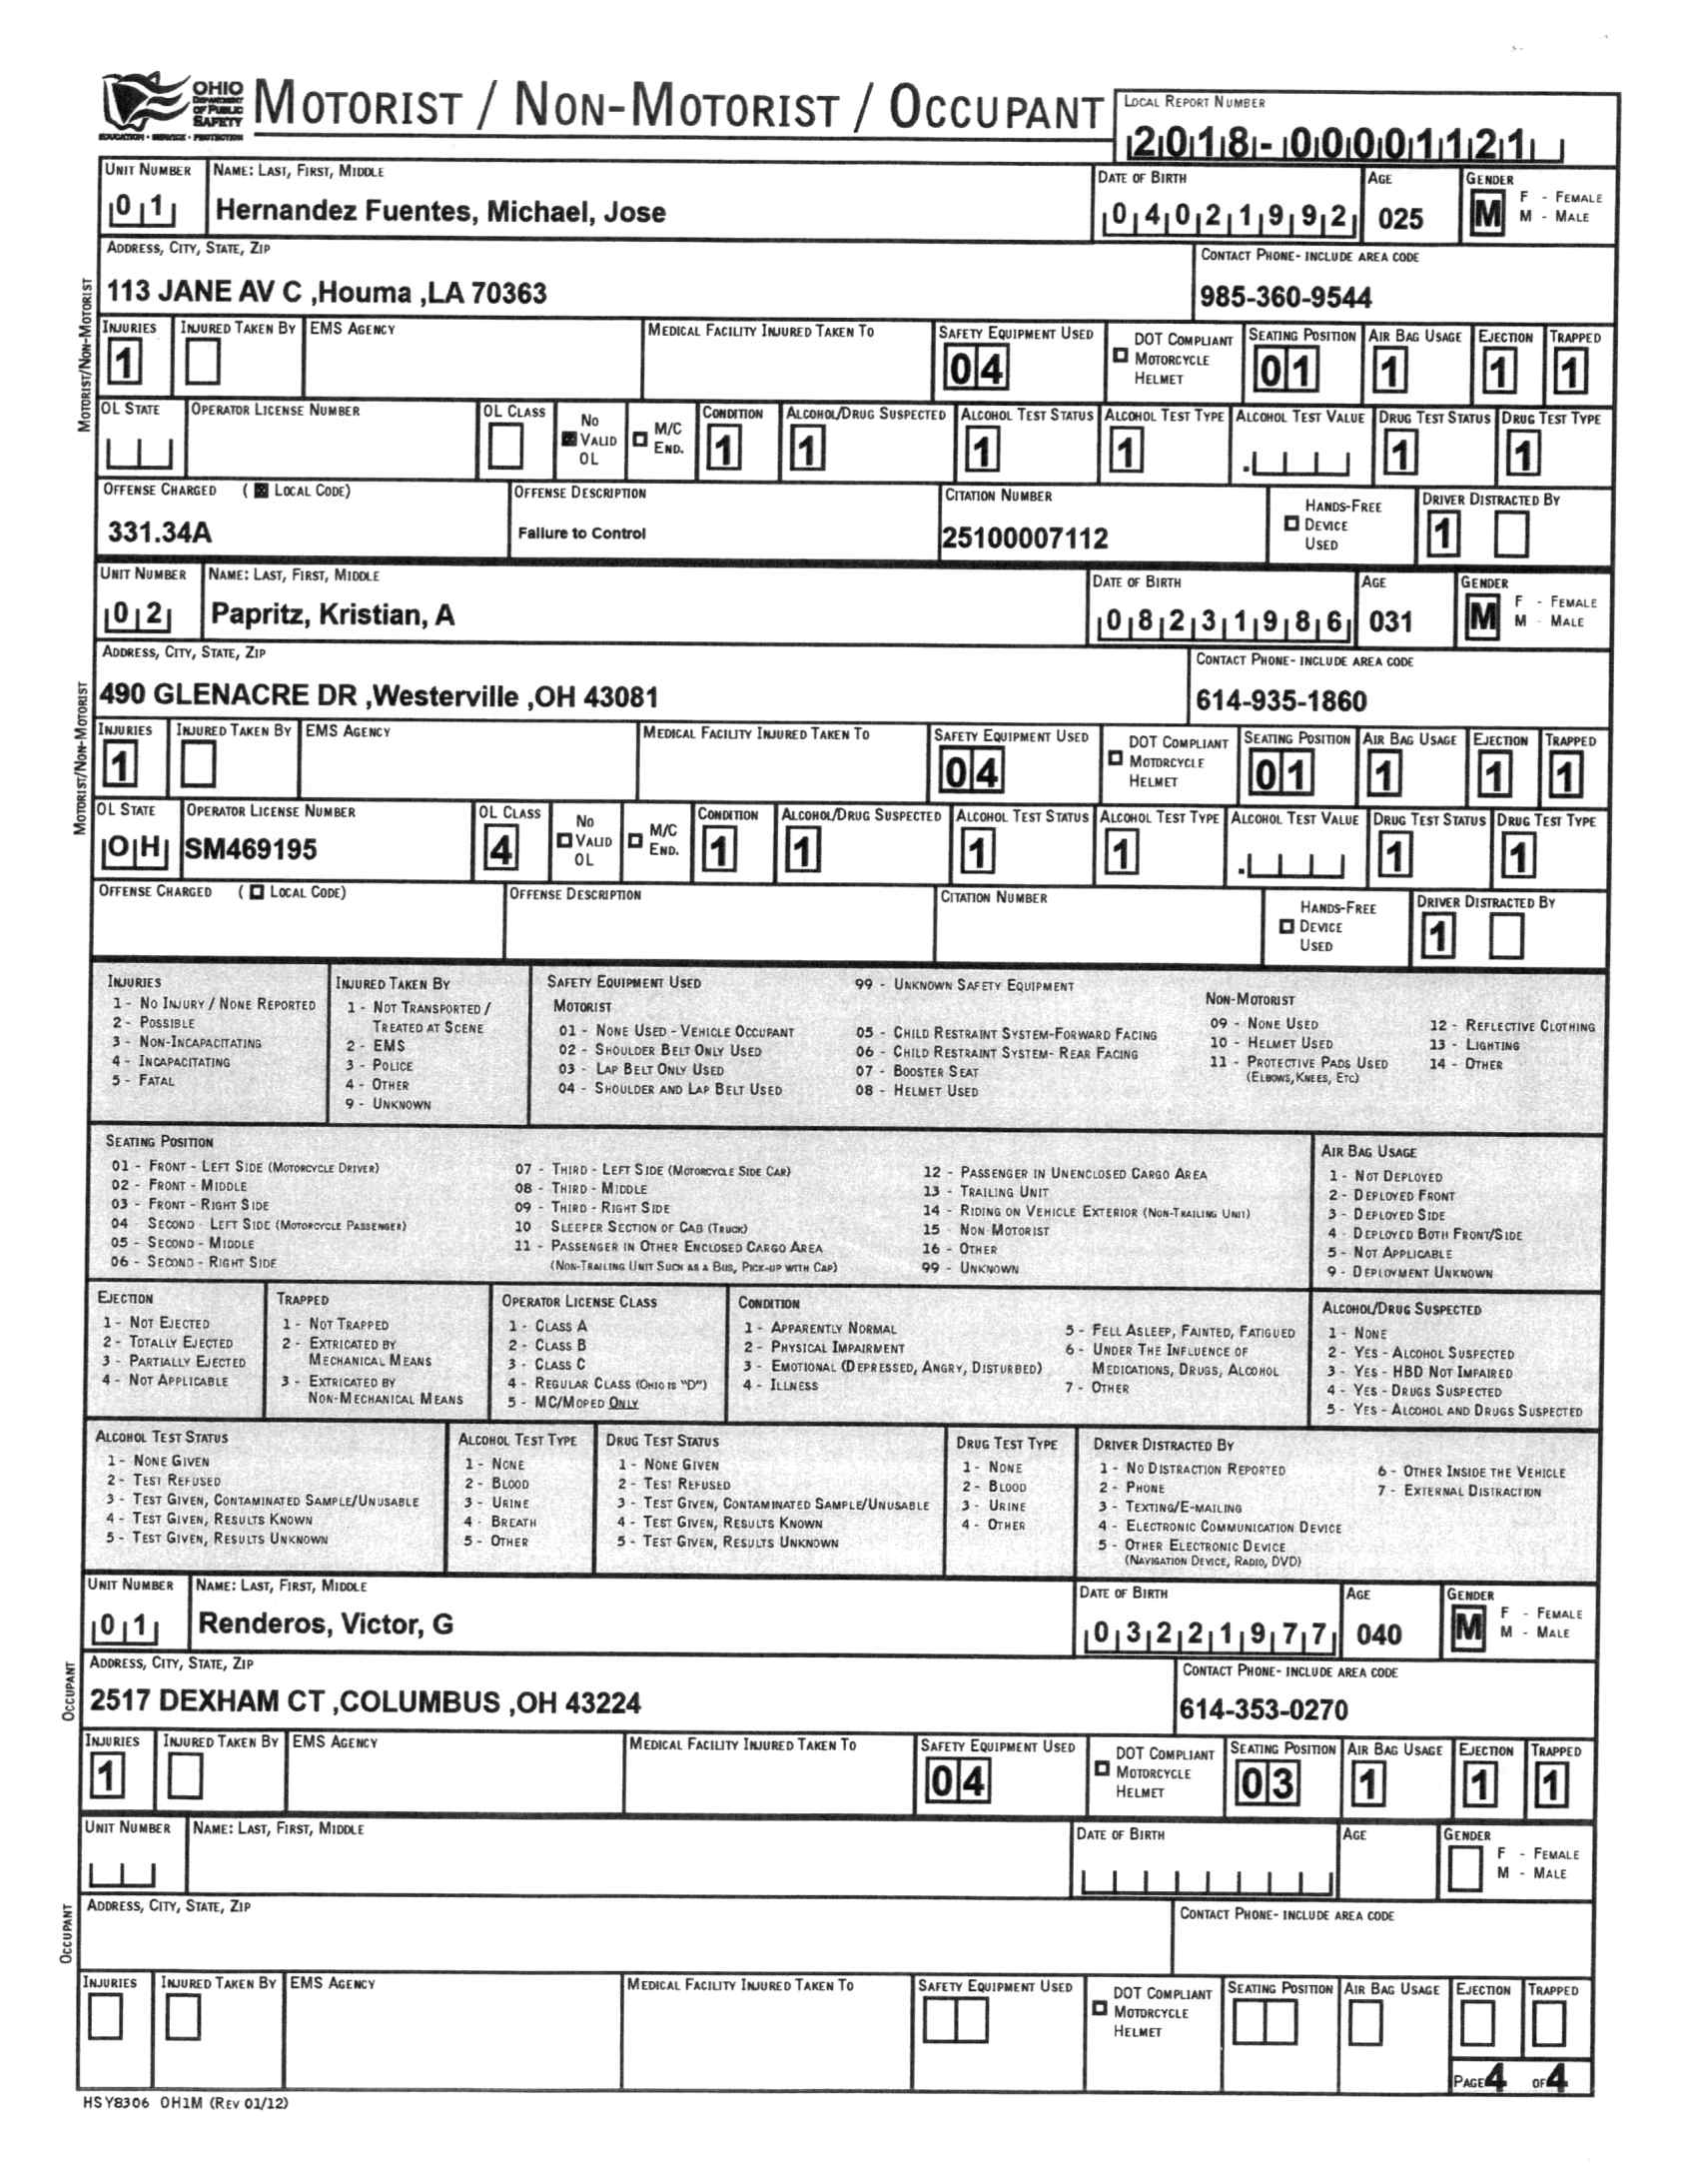 OHIO DEPARTMENT OF PUBLIC SAFETY
EDUCATION • SERVICE • PROTECTION
MOTORIST / NON-MOTORIST / OCCUPANT
LOCAL REPORT NUMBER
2018-00001121
UNIT NUMBER NAME: LAST, FIRST, MIDDLE DATE OF BIRTH AGE GENDER
01 Hernandez Fuentes, Michael, Jose 04021992 025 M F - FEMALE M - MALE
ADDRESS, CITY, STATE, ZIP CONTACT PHONE- INCLUDE AREA CODE
113 JANE AV C ,Houma ,LA 70363 985-360-9544
MOTORIST/NON-MOTORIST
INJURIES INJURED TAKEN BY EMS AGENCY MEDICAL FACILITY INJURED TAKEN TO SAFETY EQUIPMENT USED DOT COMPLIANT MOTORCYCLE HELMET SEATING POSITION AIR BAG USAGE EJECTION TRAPPED
1 04 01 1 1 1
OL STATE OPERATOR LICENSE NUMBER OL CLASS NO VALID OL M/C END. CONDITION ALCOHOL/DRUG SUSPECTED ALCOHOL TEST STATUS ALCOHOL TEST TYPE ALCOHOL TEST VALUE DRUG TEST STATUS DRUG TEST TYPE
1 1 1 1 . 1 1
OFFENSE CHARGED ( LOCAL CODE) OFFENSE DESCRIPTION CITATION NUMBER HANDS-FREE DEVICE USED DRIVER DISTRACTED BY
331.34A Failure to Control 25100007112 1
UNIT NUMBER NAME: LAST, FIRST, MIDDLE DATE OF BIRTH AGE GENDER
02 Papritz, Kristian, A 08231986 031 M F - FEMALE M - MALE
ADDRESS, CITY, STATE, ZIP CONTACT PHONE- INCLUDE AREA CODE
490 GLENACRE DR ,Westerville ,OH 43081 614-935-1860
MOTORIST/NON-MOTORIST
INJURIES INJURED TAKEN BY EMS AGENCY MEDICAL FACILITY INJURED TAKEN TO SAFETY EQUIPMENT USED DOT COMPLIANT MOTORCYCLE HELMET SEATING POSITION AIR BAG USAGE EJECTION TRAPPED
1 04 01 1 1 1
OL STATE OPERATOR LICENSE NUMBER OL CLASS NO VALID OL M/C END. CONDITION ALCOHOL/DRUG SUSPECTED ALCOHOL TEST STATUS ALCOHOL TEST TYPE ALCOHOL TEST VALUE DRUG TEST STATUS DRUG TEST TYPE
OH SM469195 4 1 1 1 1 . 1 1
OFFENSE CHARGED ( LOCAL CODE) OFFENSE DESCRIPTION CITATION NUMBER HANDS-FREE DEVICE USED DRIVER DISTRACTED BY
1
INJURIES
1 - NO INJURY / NONE REPORTED
2 - POSSIBLE
3 - NON-INCAPACITATING
4 - INCAPACITATING
5 - FATAL
INJURED TAKEN BY
1 - NOT TRANSPORTED /
TREATED AT SCENE
2 - EMS
3 - POLICE
4 - OTHER
9 - UNKNOWN
SAFETY EQUIPMENT USED
MOTORIST
01 - NONE USED - VEHICLE OCCUPANT
02 - SHOULDER BELT ONLY USED
03 - LAP BELT ONLY USED
04 - SHOULDER AND LAP BELT USED
99 - UNKNOWN SAFETY EQUIPMENT
05 - CHILD RESTRAINT SYSTEM-FORWARD FACING
06 - CHILD RESTRAINT SYSTEM- REAR FACING
07 - BOOSTER SEAT
08 - HELMET USED
NON-MOTORIST
09 - NONE USED
10 - HELMET USED
11 - PROTECTIVE PADS USED
(ELBOWS, KNEES, ETC)
12 - REFLECTIVE CLOTHING
13 - LIGHTING
14 - OTHER
SEATING POSITION
01 - FRONT - LEFT SIDE (MOTORCYCLE DRIVER)
02 - FRONT - MIDDLE
03 - FRONT - RIGHT SIDE
04 SECOND - LEFT SIDE (MOTORCYCLE PASSENGER)
05 - SECOND - MIDDLE
06 - SECOND - RIGHT SIDE
07 - THIRD - LEFT SIDE (MOTORCYCLE SIDE CAR)
08 - THIRD - MIDDLE
09 - THIRD - RIGHT SIDE
10 SLEEPER SECTION OF CAB (TRUCK)
11 - PASSENGER IN OTHER ENCLOSED CARGO AREA
(NON-TRAILING UNIT SUCH AS A BUS, PICK-UP WITH CAP)
12 - PASSENGER IN UNENCLOSED CARGO AREA
13 - TRAILING UNIT
14 - RIDING ON VEHICLE EXTERIOR (NON-TRAILING UNIT)
15 NON-MOTORIST
16 - OTHER
99 - UNKNOWN
AIR BAG USAGE
1 - NOT DEPLOYED
2 - DEPLOYED FRONT
3 - DEPLOYED SIDE
4 - DEPLOYED BOTH FRONT/SIDE
5 - NOT APPLICABLE
9 - DEPLOYMENT UNKNOWN
EJECTION
1 - NOT EJECTED
2 - TOTALLY EJECTED
3 - PARTIALLY EJECTED
4 - NOT APPLICABLE
TRAPPED
1 - NOT TRAPPED
2 - EXTRICATED BY
MECHANICAL MEANS
3 - EXTRICATED BY
NON-MECHANICAL MEANS
OPERATOR LICENSE CLASS
1 - CLASS A
2 - CLASS B
3 - CLASS C
4 - REGULAR CLASS (OHIO IS "D")
5 - MC/MOPED ONLY
CONDITION
1 - APPARENTLY NORMAL
2 - PHYSICAL IMPAIRMENT
3 - EMOTIONAL (DEPRESSED, ANGRY, DISTURBED)
4 - ILLNESS
5 - FELL ASLEEP, FAINTED, FATIGUED
6 - UNDER THE INFLUENCE OF
MEDICATIONS, DRUGS, ALCOHOL
7 - OTHER
ALCOHOL/DRUG SUSPECTED
1 - NONE
2 - YES - ALCOHOL SUSPECTED
3 - YES - HBD NOT IMPAIRED
4 - YES - DRUGS SUSPECTED
5 - YES - ALCOHOL AND DRUGS SUSPECTED
ALCOHOL TEST STATUS
1 - NONE GIVEN
2 - TEST REFUSED
3 - TEST GIVEN, CONTAMINATED SAMPLE/UNUSABLE
4 - TEST GIVEN, RESULTS KNOWN
5 - TEST GIVEN, RESULTS UNKNOWN
ALCOHOL TEST TYPE
1 - NONE
2 - BLOOD
3 - URINE
4 - BREATH
5 - OTHER
DRUG TEST STATUS
1 - NONE GIVEN
2 - TEST REFUSED
3 - TEST GIVEN, CONTAMINATED SAMPLE/UNUSABLE
4 - TEST GIVEN, RESULTS KNOWN
5 - TEST GIVEN, RESULTS UNKNOWN
DRUG TEST TYPE
1 - NONE
2 - BLOOD
3 - URINE
4 - OTHER
DRIVER DISTRACTED BY
1 - NO DISTRACTION REPORTED
2 - PHONE
3 - TEXTING/E-MAILING
4 - ELECTRONIC COMMUNICATION DEVICE
5 - OTHER ELECTRONIC DEVICE
(NAVIGATION DEVICE, RADIO, DVD)
6 - OTHER INSIDE THE VEHICLE
7 - EXTERNAL DISTRACTION
UNIT NUMBER NAME: LAST, FIRST, MIDDLE DATE OF BIRTH AGE GENDER
01 Renderos, Victor, G 03221977 040 M F - FEMALE M - MALE
OCCUPANT
ADDRESS, CITY, STATE, ZIP CONTACT PHONE- INCLUDE AREA CODE
2517 DEXHAM CT ,COLUMBUS ,OH 43224 614-353-0270
INJURIES INJURED TAKEN BY EMS AGENCY MEDICAL FACILITY INJURED TAKEN TO SAFETY EQUIPMENT USED DOT COMPLIANT MOTORCYCLE HELMET SEATING POSITION AIR BAG USAGE EJECTION TRAPPED
1 04 03 1 1 1
UNIT NUMBER NAME: LAST, FIRST, MIDDLE DATE OF BIRTH AGE GENDER
F - FEMALE M - MALE
OCCUPANT
ADDRESS, CITY, STATE, ZIP CONTACT PHONE- INCLUDE AREA CODE
INJURIES INJURED TAKEN BY EMS AGENCY MEDICAL FACILITY INJURED TAKEN TO SAFETY EQUIPMENT USED DOT COMPLIANT MOTORCYCLE HELMET SEATING POSITION AIR BAG USAGE EJECTION TRAPPED
PAGE 4 OF 4
HSY8306 OH1M (REV 01/12)